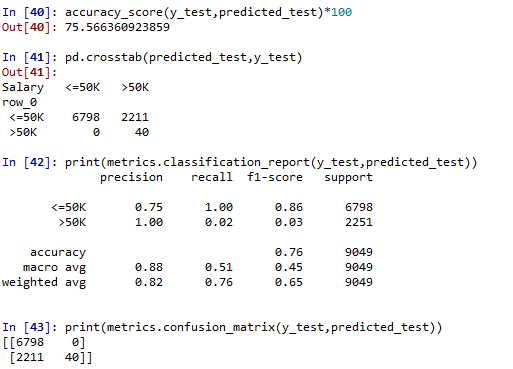 In [40]: accuracy_score(y_test,predicted_test)*100
Out[40]: 75.566360923859
In [41]: pd.crosstab(predicted_test,y_test)
Out[41]:
Salary   <=50K   >50K
row_0
<=50K    6798   2211
>50K        0     40
In [42]: print(metrics.classification_report(y_test,predicted_test))
precision    recall  f1-score   support
<=50K       0.75      1.00      0.86      6798
>50K       1.00      0.02      0.03      2251
accuracy                           0.76      9049
macro avg       0.88      0.51      0.45      9049
weighted avg       0.82      0.76      0.65      9049
In [43]: print(metrics.confusion_matrix(y_test,predicted_test))
[[6798    0]
[2211   40]]